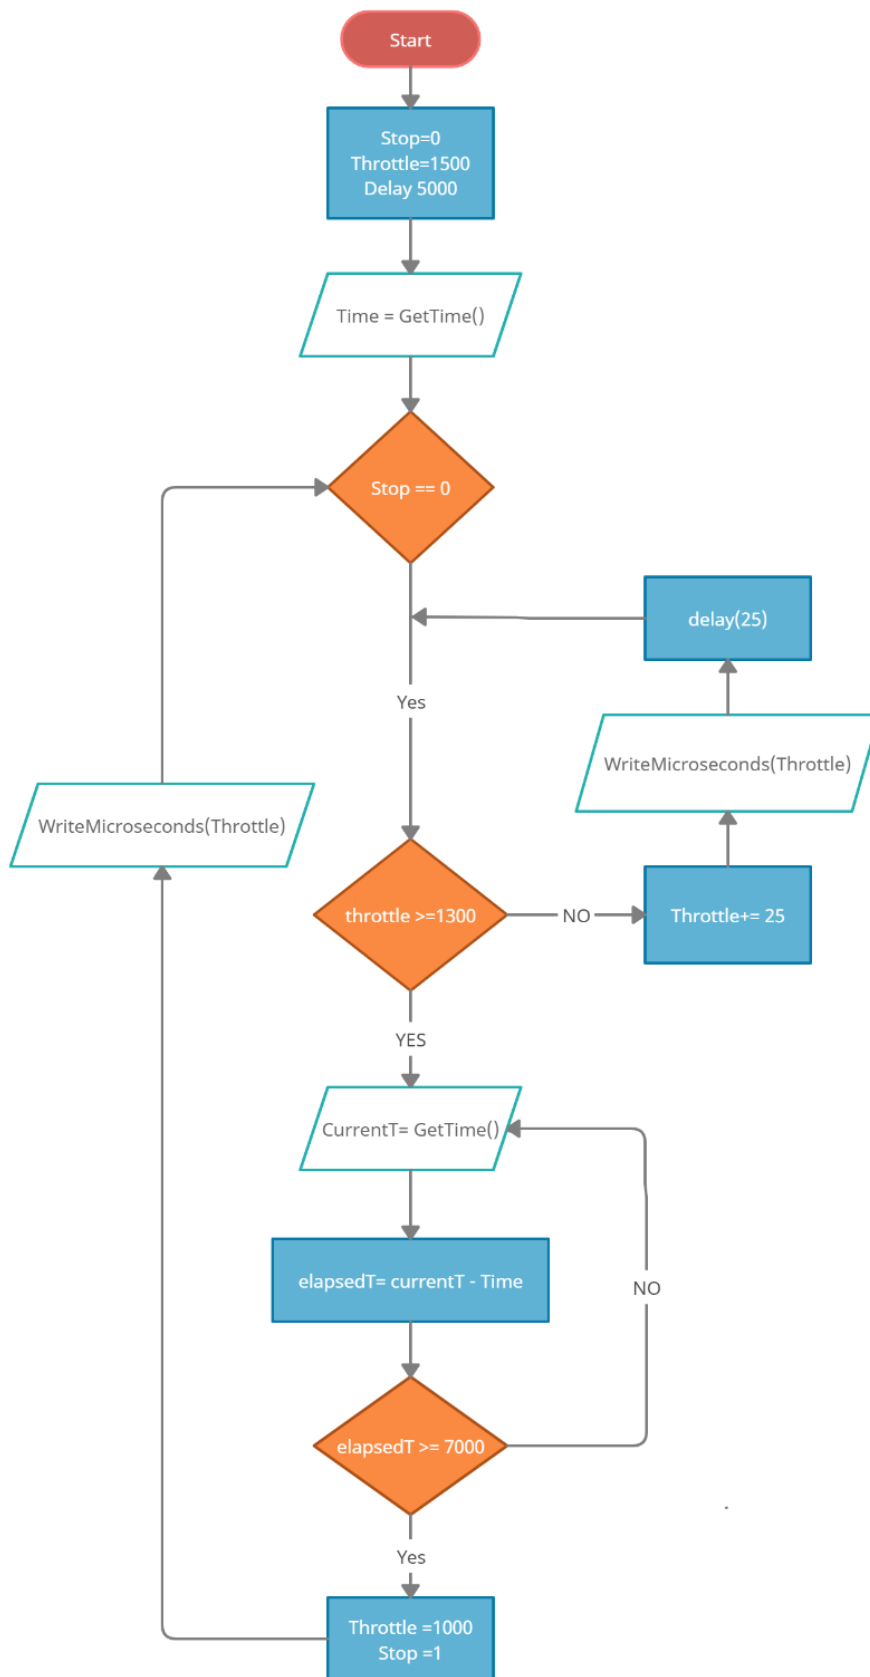 Start
Stop=0
Throttle=1500
Delay 5000
Time = GetTime()
Stop == 0
delay(25)
Yes
WriteMicroseconds(Throttle)
WriteMicroseconds(Throttle)
throttle >=1300
NO
Throttle+= 25
YES
CurrentT= GetTime()
elapsedT= currentT - Time
NO
elapsedT >= 7000
Yes
Throttle =1000
Stop =1